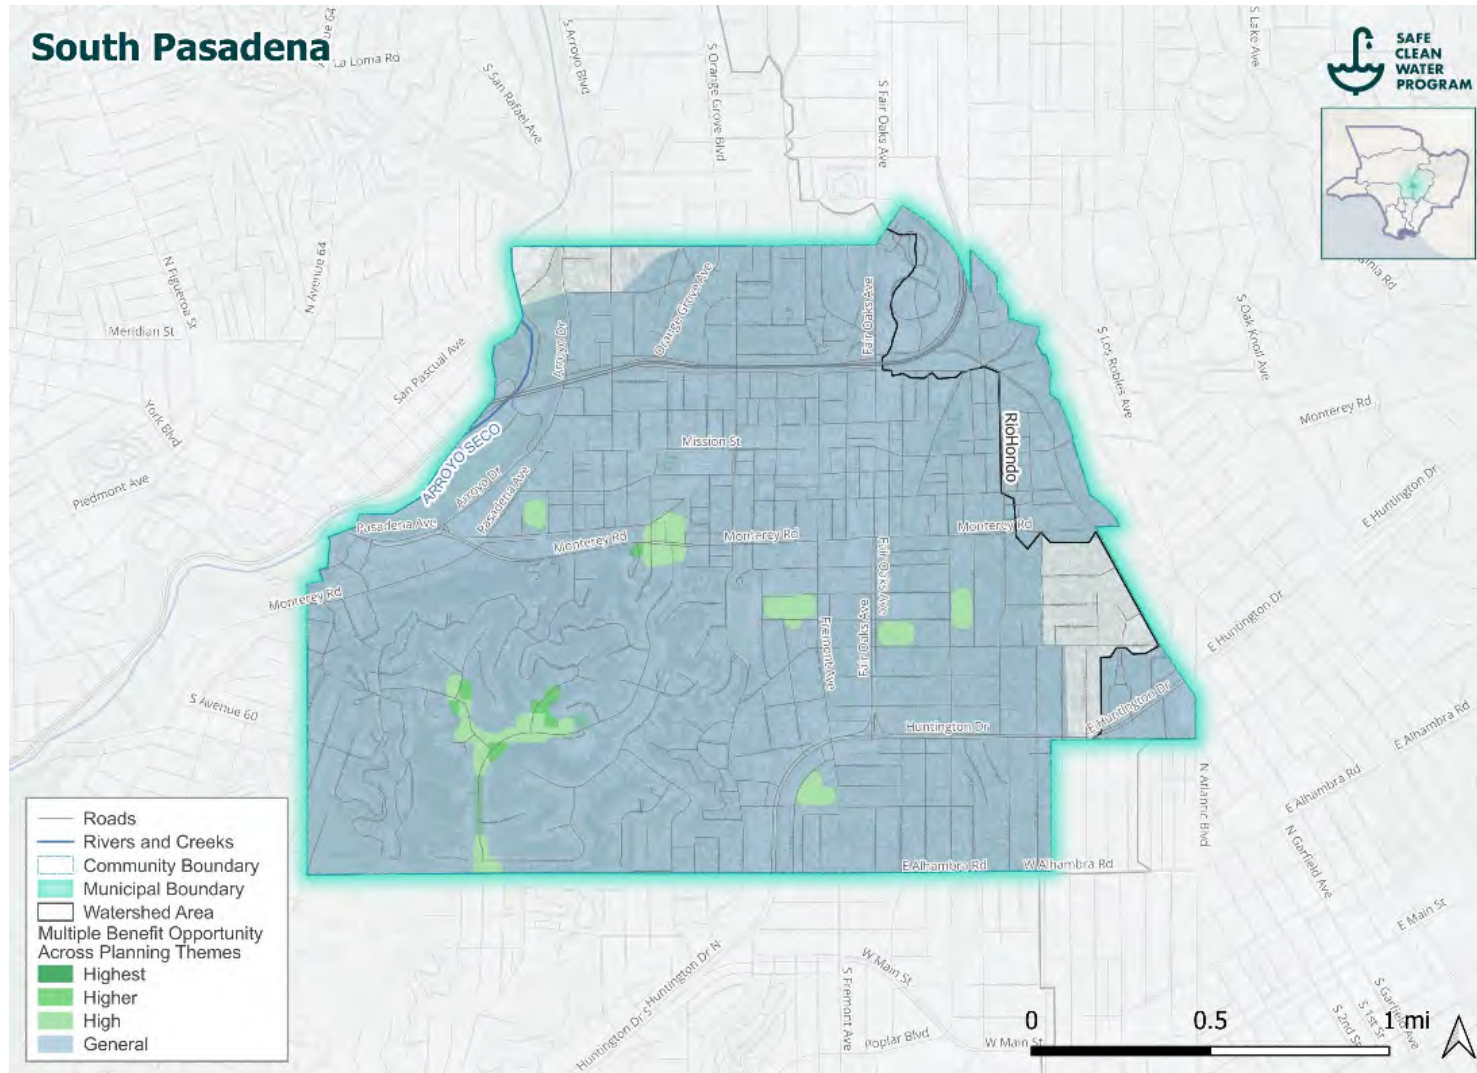 South Pasadena
SAFE
CLEAN
WATER
PROGRAM
La Loma Rd
S Arroyo Blvd
S San Rafael Ave
S Orange Grove Blvd
S Fair Oaks Ave
S Lake Ave
N Figueroa St
N Avenue 64
Meridian St
San Pascual Ave
York Blvd
Piedmont Ave
Arroyo Dr
Orange Grove Ave
Fair Oaks Ave
S Los Robles Ave
S Oak Knoll Ave
Monterey Rd
E Huntington Dr
RioHondo
Mission St
ARROYO SECO
Arroyo Dr
Pasadena Ave
Pasadena Ave
Monterey Rd
Monterey Rd
Monterey Rd
Monterey Rd
Fair Oaks Ave
Fair Oaks Ave
Fremont Ave
E Huntington Dr
S Avenue 60
Huntington Dr
E Huntington Dr
E Alhambra Rd
E Alhambra Rd
N Atlantic Blvd
N Garfield Ave
E Alhambra Rd
W Alhambra Rd
E Main St
Huntington Dr N
Huntington Dr S
W Main St
S Fremont Ave
Poplar Blvd
W Main St
S Garfield Ave
S 1st St
S 2nd St
Roads
Rivers and Creeks
Community Boundary
Municipal Boundary
Watershed Area
Multiple Benefit Opportunity
Across Planning Themes
Highest
Higher
High
General
0 0.5 1 mi